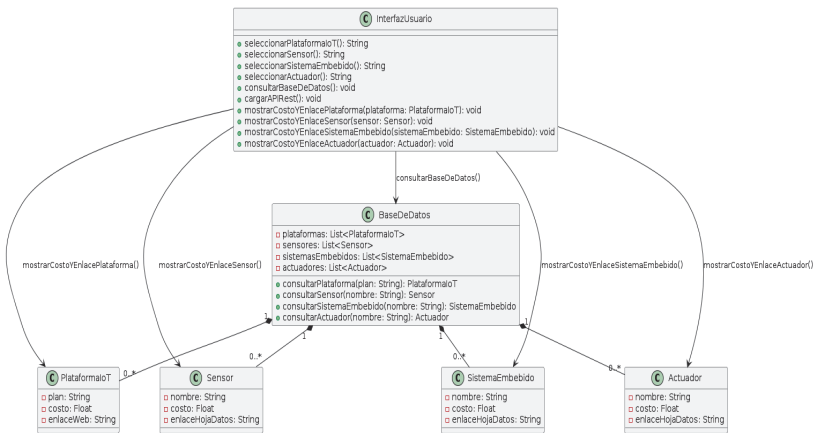 C InterfazUsuario
seleccionarPlataformaIoT(): String
seleccionarSensor(): String
seleccionarSistemaEmbebido(): String
seleccionarActuador(): String
consultarBaseDeDatos(): void
cargarAPIRest(): void
mostrarCostoYEnlacePlataforma(plataforma: PlataformaIoT): void
mostrarCostoYEnlaceSensor(sensor: Sensor): void
mostrarCostoYEnlaceSistemaEmbebido(sistemaEmbebido: SistemaEmbebido): void
mostrarCostoYEnlaceActuador(actuador: Actuador): void
consultarBaseDeDatos()
C BaseDeDatos
plataformas: List<PlataformaIoT>
sensores: List<Sensor>
sistemasEmbebidos: List<SistemaEmbebido>
actuadores: List<Actuador>
consultarPlataforma(plan: String): PlataformaIoT
consultarSensor(nombre: String): Sensor
consultarSistemaEmbebido(nombre: String): SistemaEmbebido
consultarActuador(nombre: String): Actuador
mostrarCostoYEnlacePlataforma()
mostrarCostoYEnlaceSensor()
mostrarCostoYEnlaceSistemaEmbebido()
mostrarCostoYEnlaceActuador()
1
1
1
1
0..*
0..*
0..*
0..*
C PlataformaIoT
plan: String
costo: Float
enlaceWeb: String
C Sensor
nombre: String
costo: Float
enlaceHojaDatos: String
C SistemaEmbebido
nombre: String
costo: Float
enlaceHojaDatos: String
C Actuador
nombre: String
costo: Float
enlaceHojaDatos: String